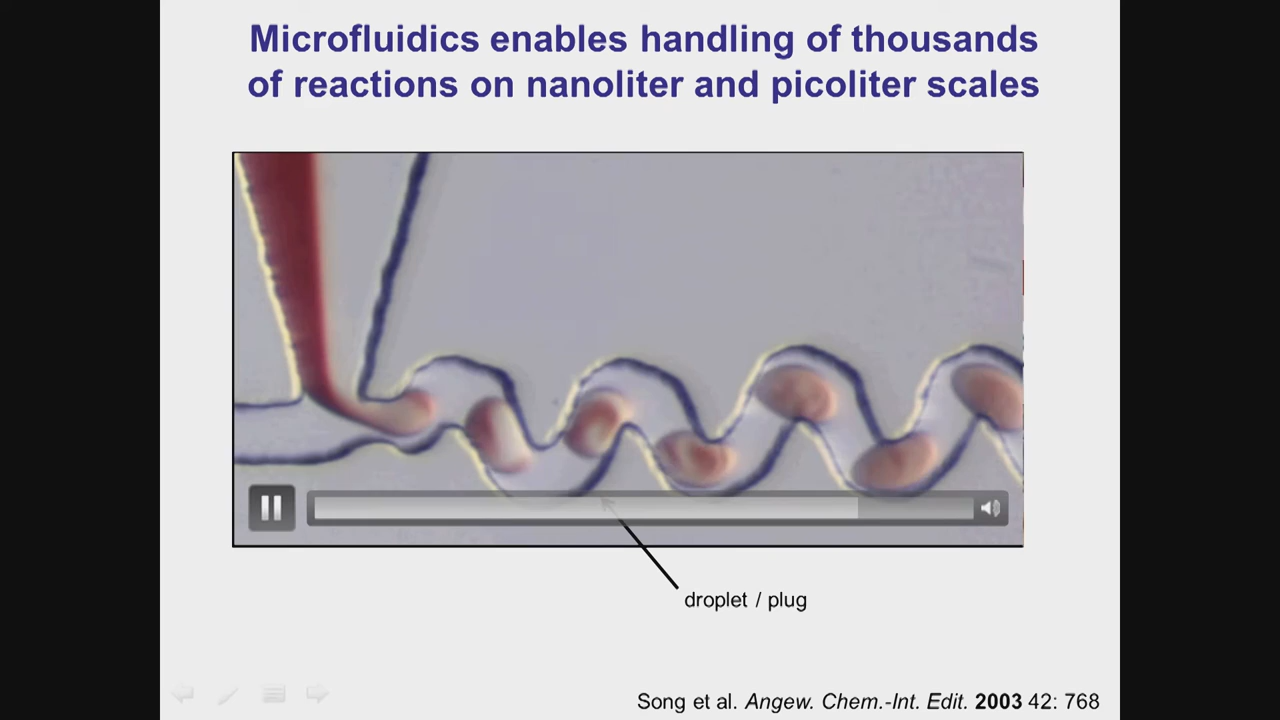 Microfluidics enables handling of thousands
of reactions on nanoliter and picoliter scales
droplet / plug
Song et al. Angew. Chem.-Int. Edit. 2003 42: 768